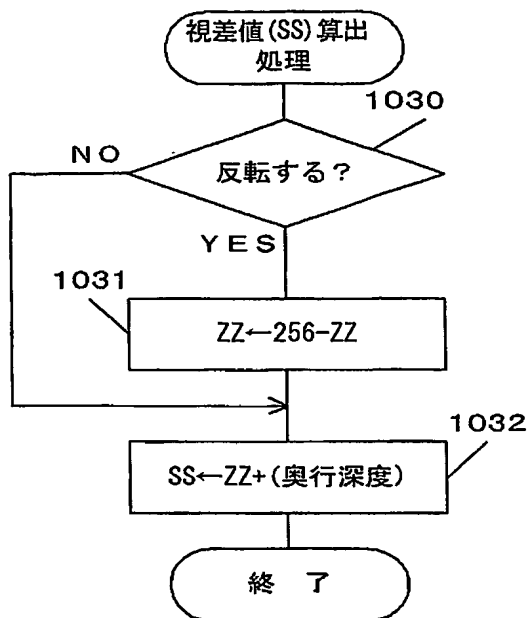 視差値(SS)算出
処理
1030
NO
反転する?
YES
1031
ZZ←256-ZZ
1032
SS←ZZ+(奥行深度)
終 了